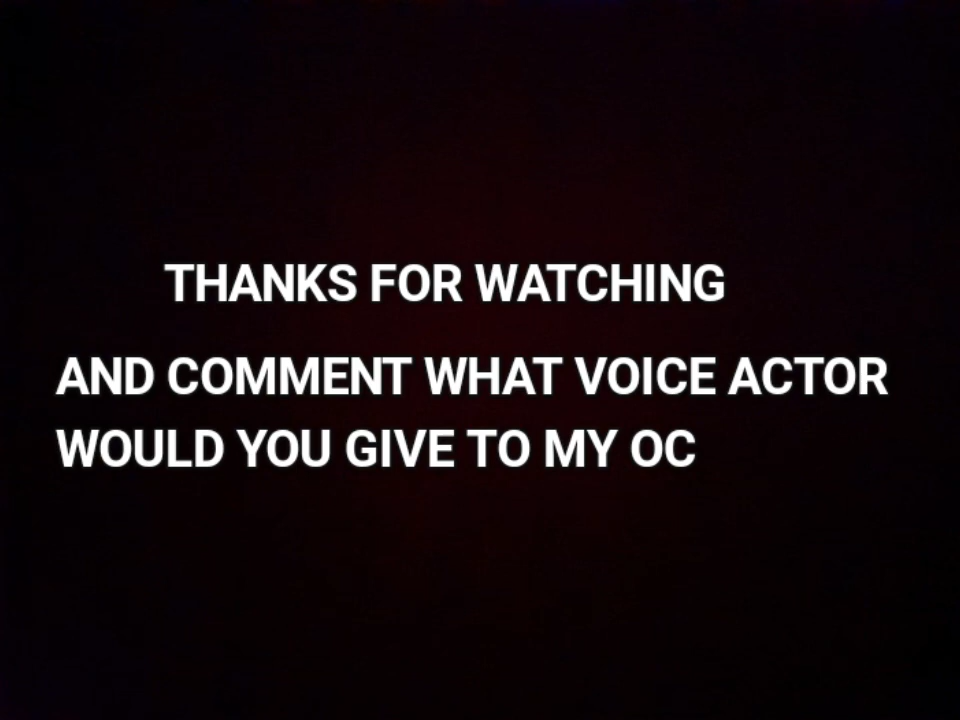 THANKS FOR WATCHING
AND COMMENT WHAT VOICE ACTOR
WOULD YOU GIVE TO MY OC